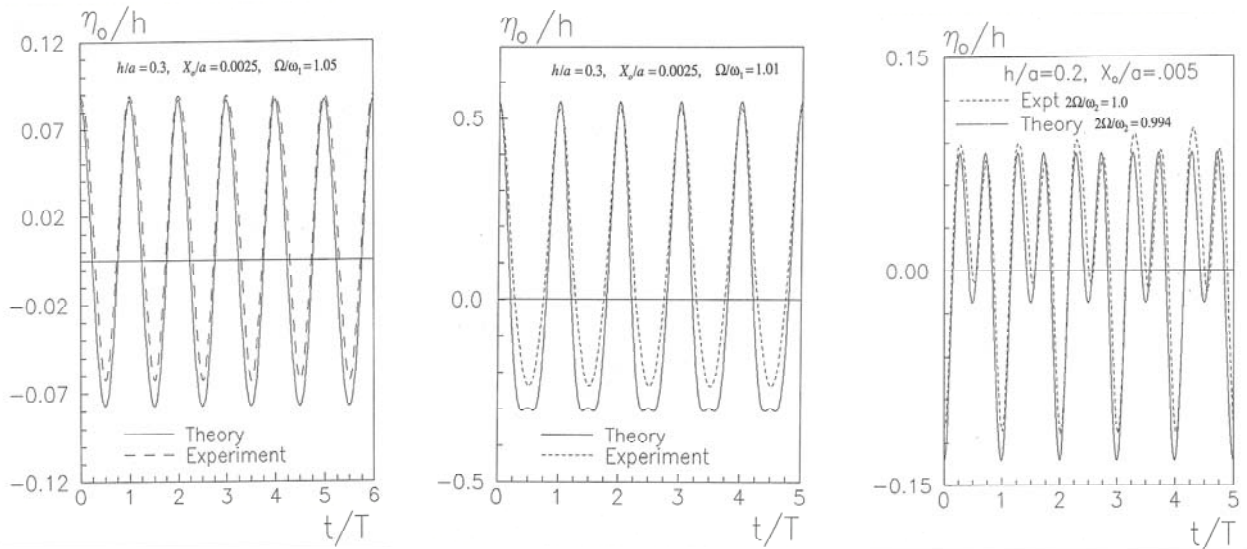 η₀/h
0.12
0.07
0.02
−0.02
−0.07
−0.12
h/a=0.3, Xₒ/a=0.0025, Ω/ω₁=1.05
Theory
Experiment
0 1 2 3 4 5 6
t/T
η₀/h
0.5
0.0
−0.5
h/a=0.3, Xₒ/a=0.0025, Ω/ω₁=1.01
Theory
Experiment
0 1 2 3 4 5
t/T
η₀/h
0.15
0.00
−0.15
h/a=0.2, Xₒ/a=.005
Expt 2Ω/ω₂=1.0
Theory 2Ω/ω₂=0.994
0 1 2 3 4 5
t/T